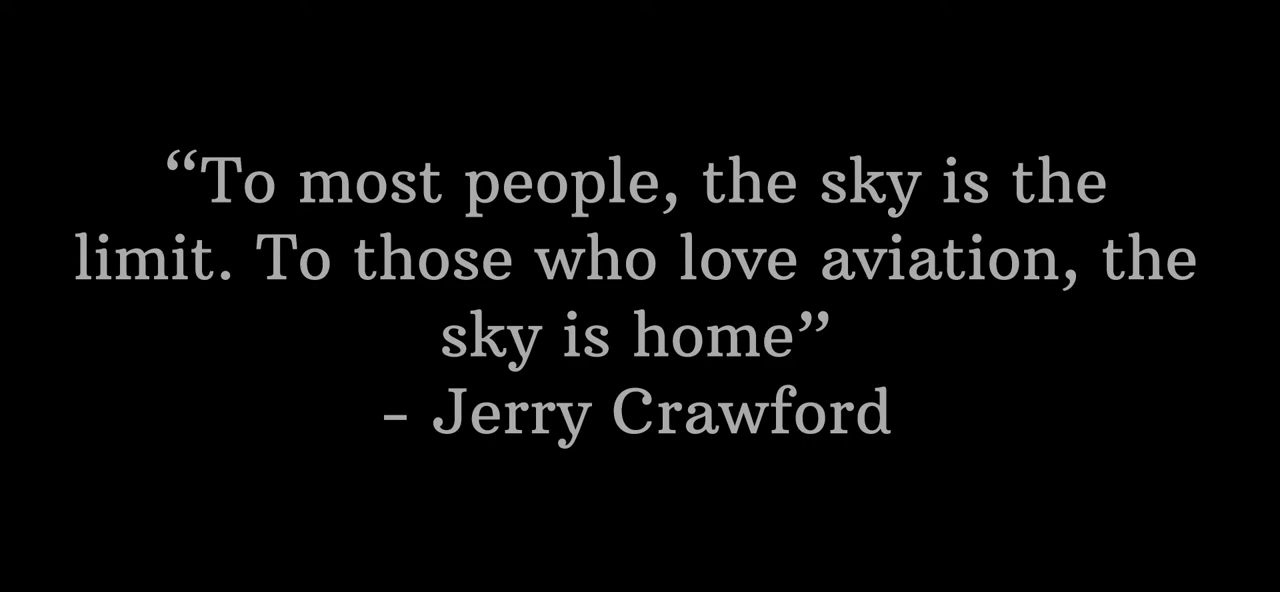 “To most people, the sky is the
limit. To those who love aviation, the
sky is home”
- Jerry Crawford